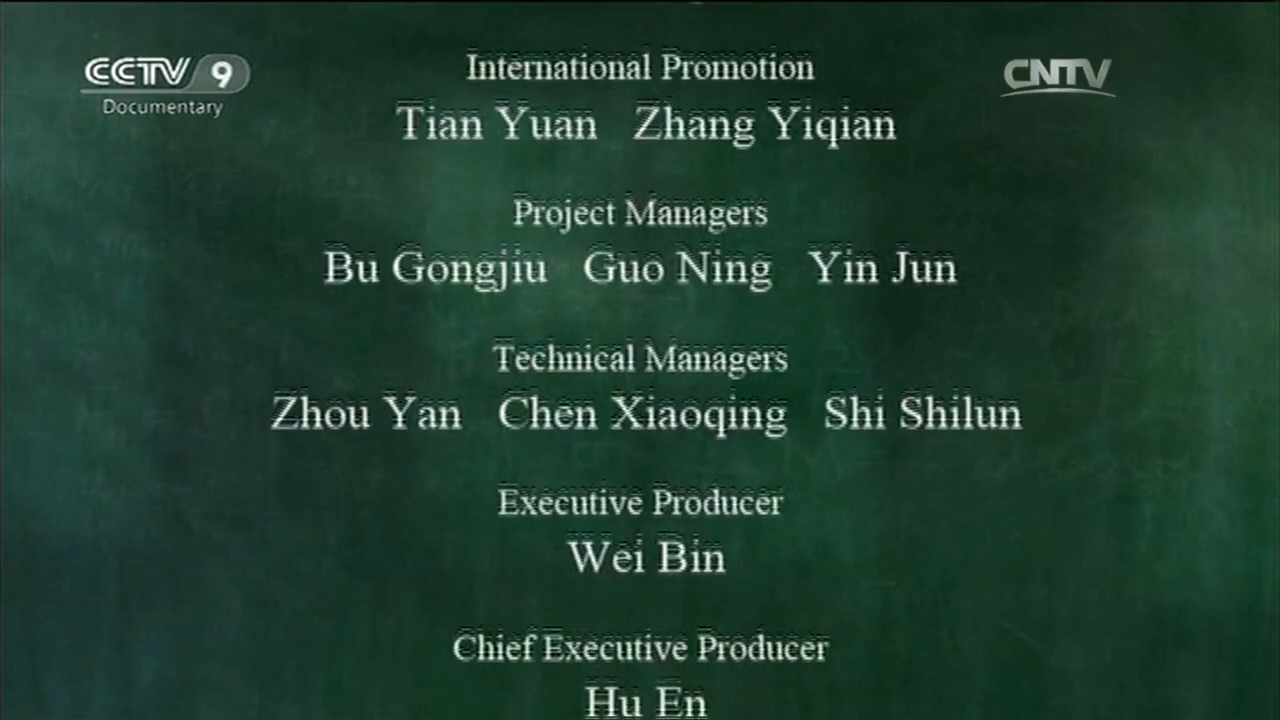 International Promotion
CCTV 9
CNTV
Documentary
Tian Yuan Zhang Yiqian
Project Managers
Bu Gongjiu Guo Ning Yin Jun
Technical Managers
Zhou Yan Chen Xiaoqing Shi Shilun
Executive Producer
Wei Bin
Chief Executive Producer
Hu En